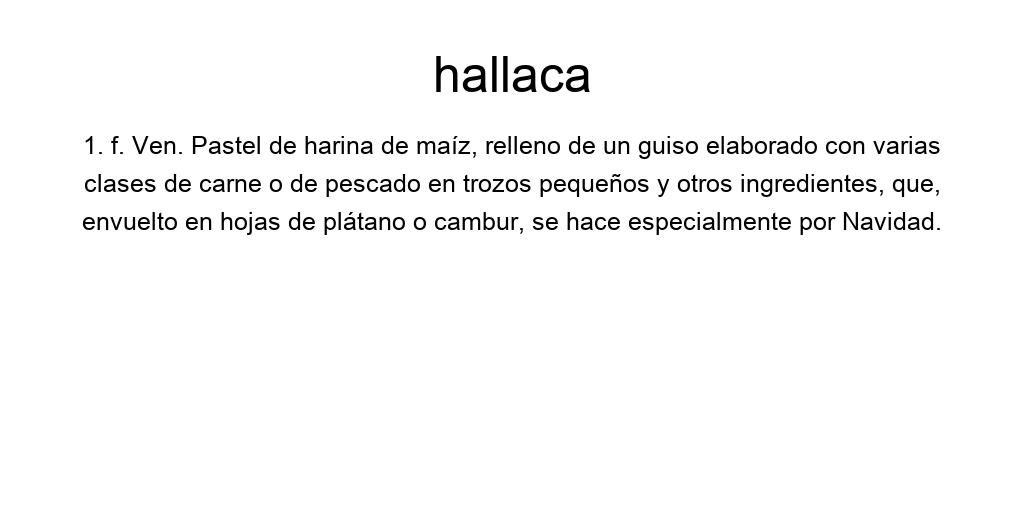 hallaca
1. f. Ven. Pastel de harina de maíz, relleno de un guiso elaborado con varias
clases de carne o de pescado en trozos pequeños y otros ingredientes, que,
envuelto en hojas de plátano o cambur, se hace especialmente por Navidad.